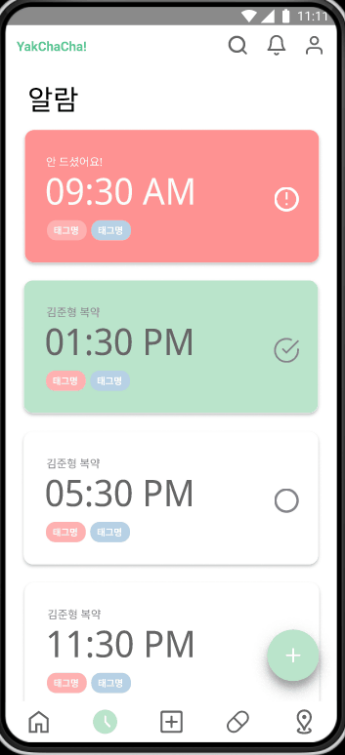 11:11
YakChaCha!
알람
안 드셨어요!
09:30 AM
태그명 태그명
김준형 복약
01:30 PM
태그명 태그명
김준형 복약
05:30 PM
태그명 태그명
김준형 복약
11:30 PM
태그명 태그명